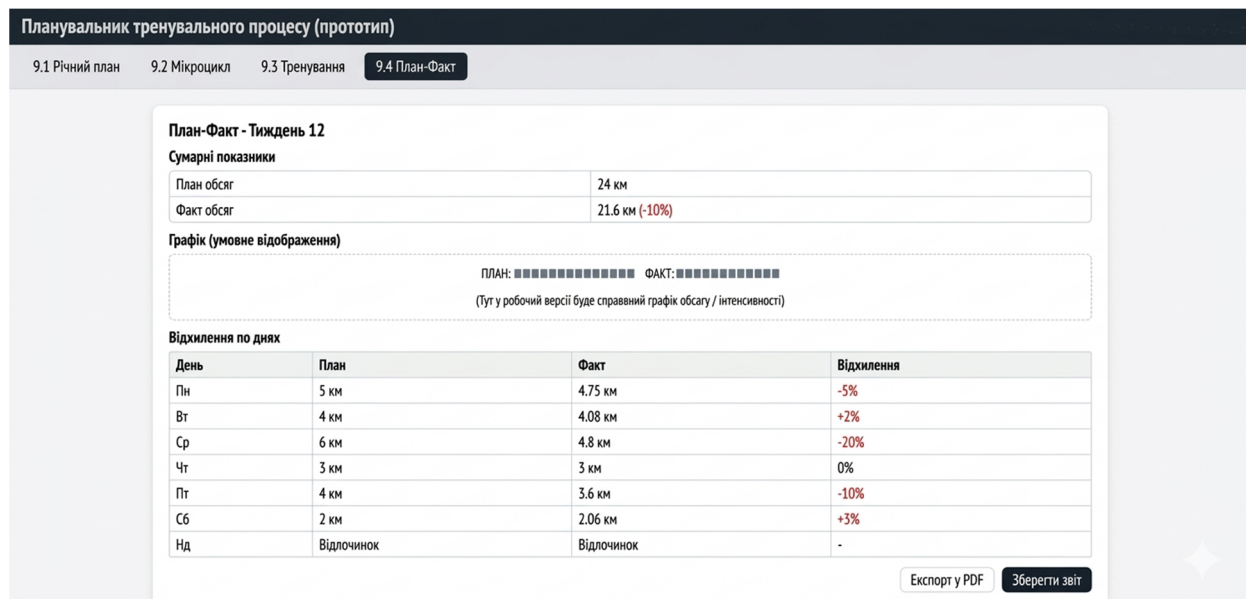 Планувальник тренувального процесу (прототип)
9.1 Річний план 9.2 Мікроцикл 9.3 Тренування 9.4 План-Факт
План-Факт - Тиждень 12
Сумарні показники
План обсяг 24 км
Факт обсяг 21.6 км (-10%)
Графік (умовне відображення)
ПЛАН: ■■■■■■■■■■■■■■ ФАКТ: ■■■■■■■■■■■■
(Тут у робочий версії буде справвний графік обсагу / інтенсивності)
Відхилення по днях
День План Факт Відхилення
Пн 5 км 4.75 км -5%
Вт 4 км 4.08 км +2%
Ср 6 км 4.8 км -20%
Чт 3 км 3 км 0%
Пт 4 км 3.6 км -10%
Сб 2 км 2.06 км +3%
Нд Відлочинок Відлочинок -
Експорт у PDF Зберегти звіт